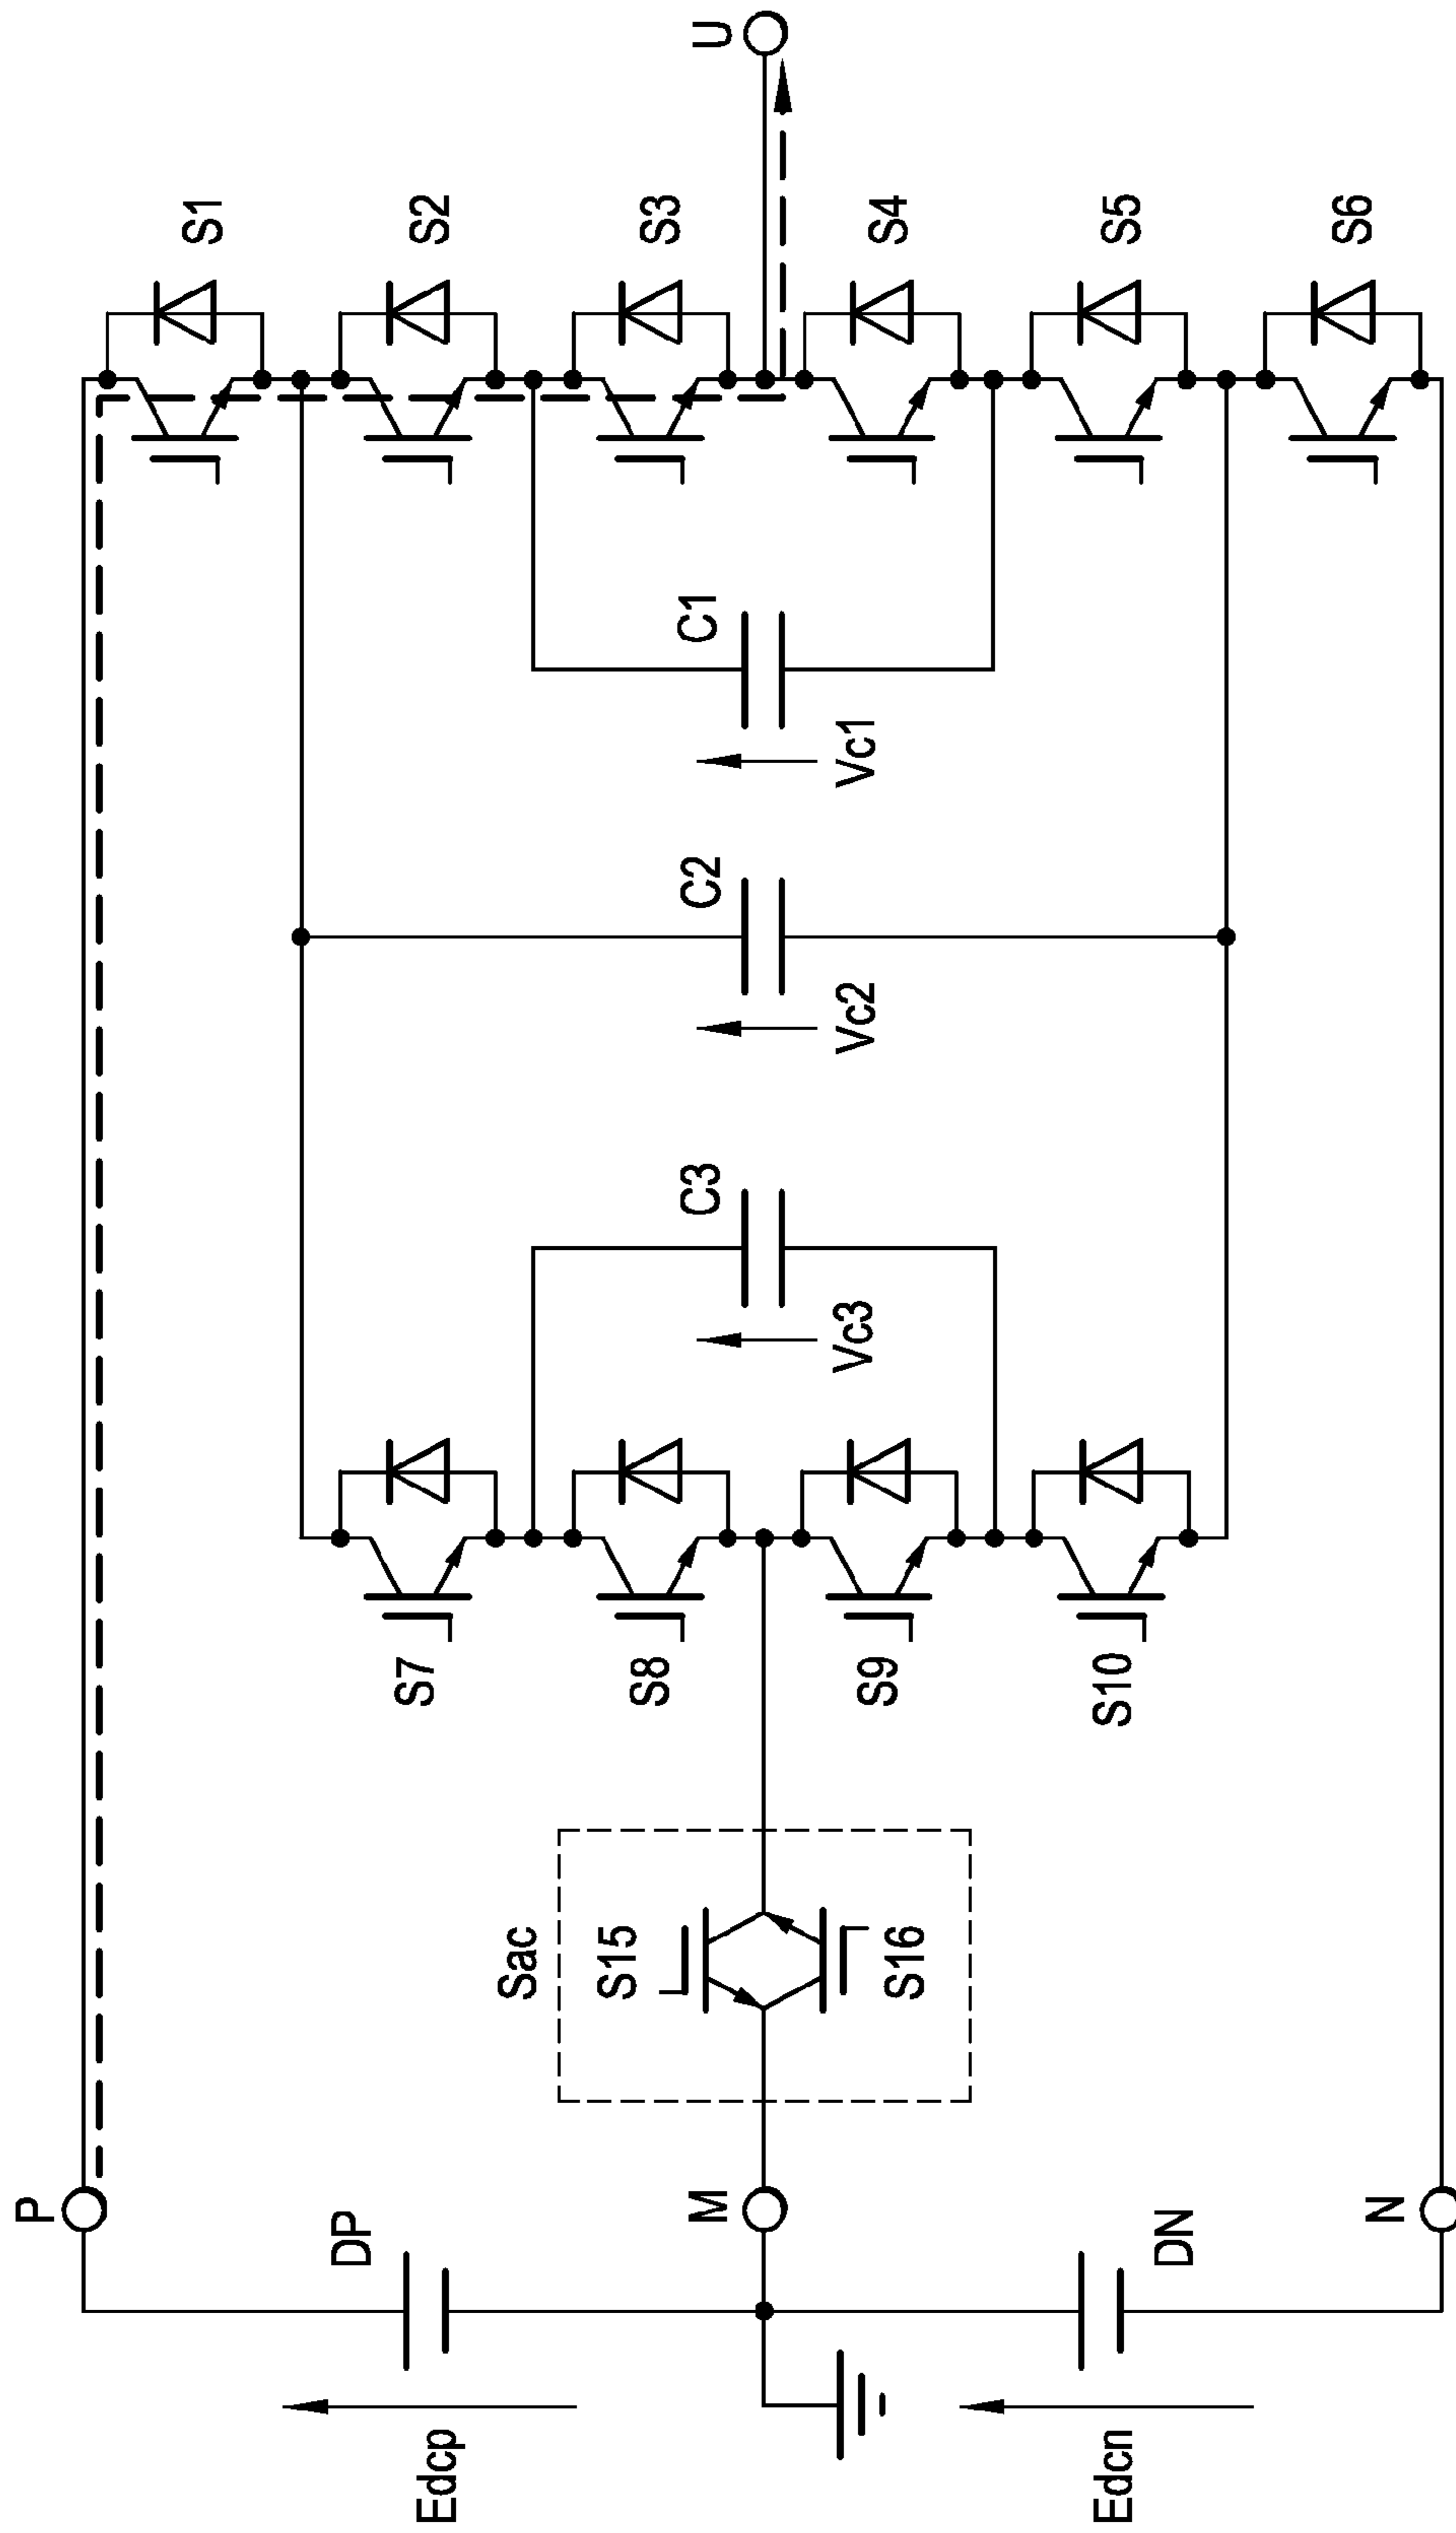 P
DP
Edcp
M
DN
Edcn
N
Sac
S15
S16
S7
S8
S9
S10
C3
Vc3
C2
Vc2
C1
Vc1
S1
S2
S3
S4
S5
S6
U